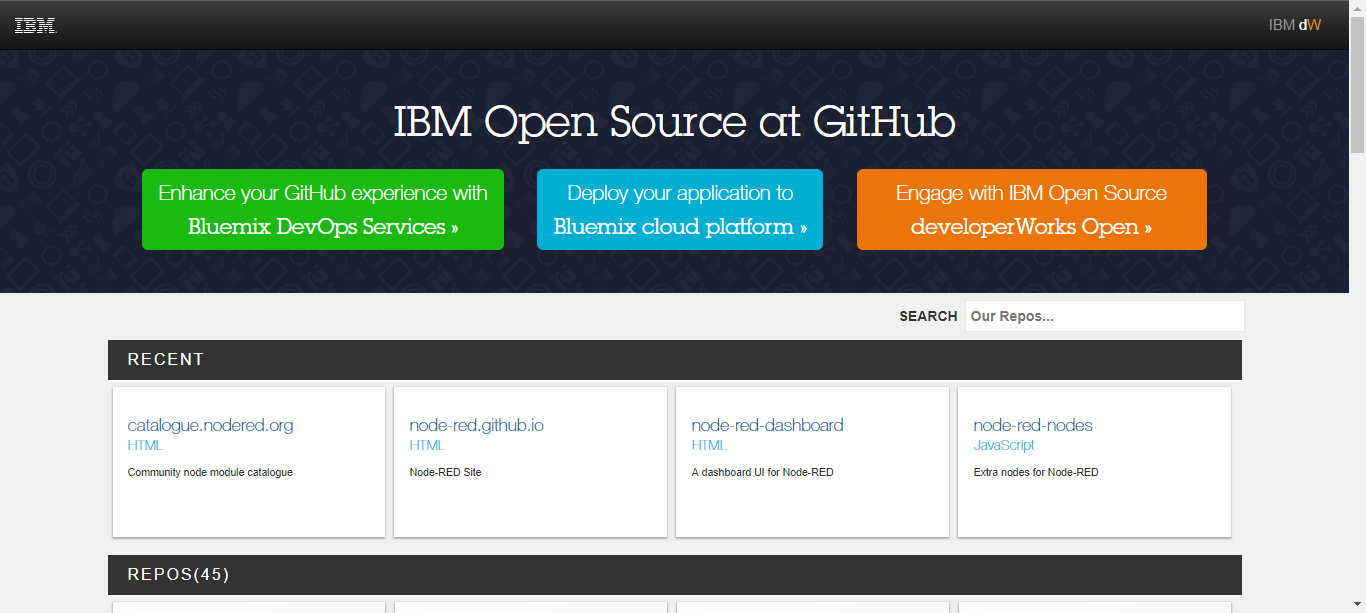 IBM
IBM dW
IBM Open Source at GitHub
Enhance your GitHub experience with
Bluemix DevOps Services »
Deploy your application to
Bluemix cloud platform »
Engage with IBM Open Source
developerWorks Open »
SEARCH Our Repos...
RECENT
catalogue.nodered.org
HTML
Community node module catalogue
node-red.github.io
HTML
Node-RED Site
node-red-dashboard
HTML
A dashboard UI for Node-RED
node-red-nodes
JavaScript
Extra nodes for Node-RED
REPOS(45)